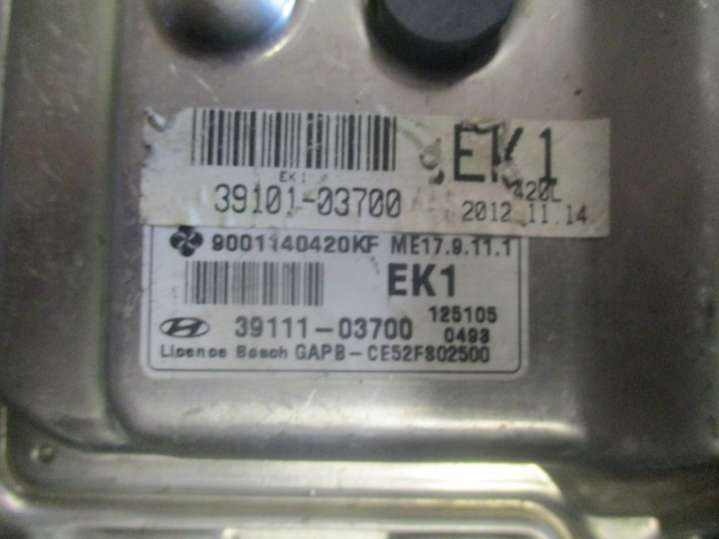 EK1
EK1
39101-03700
420L
2012.11.14
9001140420KF ME17.9.11.1
EK1
125105
39111-03700 0493
Licence Bosch GAPB-CE52FS02500